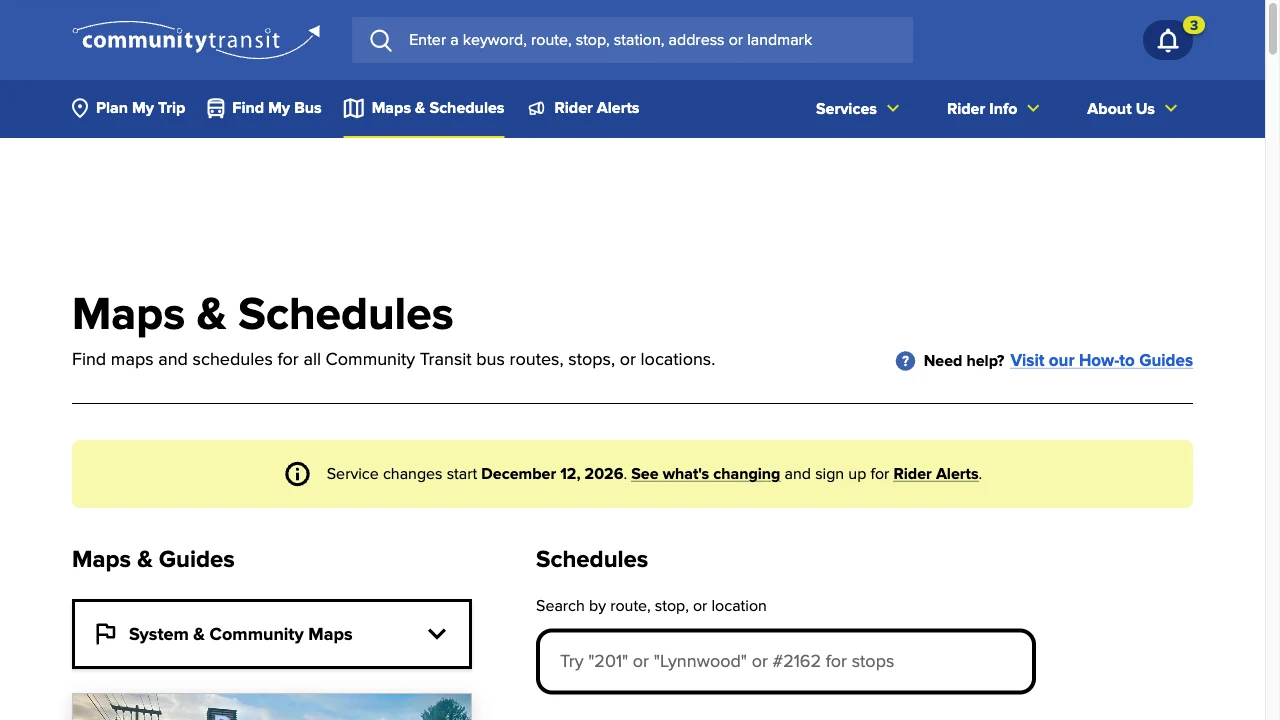 communitytransit
Enter a keyword, route, stop, station, address or landmark
3
Plan My Trip
Find My Bus
Maps & Schedules
Rider Alerts
Services
Rider Info
About Us
Maps & Schedules
Find maps and schedules for all Community Transit bus routes, stops, or locations.
? Need help? Visit our How-to Guides
Service changes start December 12, 2026. See what's changing and sign up for Rider Alerts.
Maps & Guides
System & Community Maps
Schedules
Search by route, stop, or location
Try "201" or "Lynnwood" or #2162 for stops